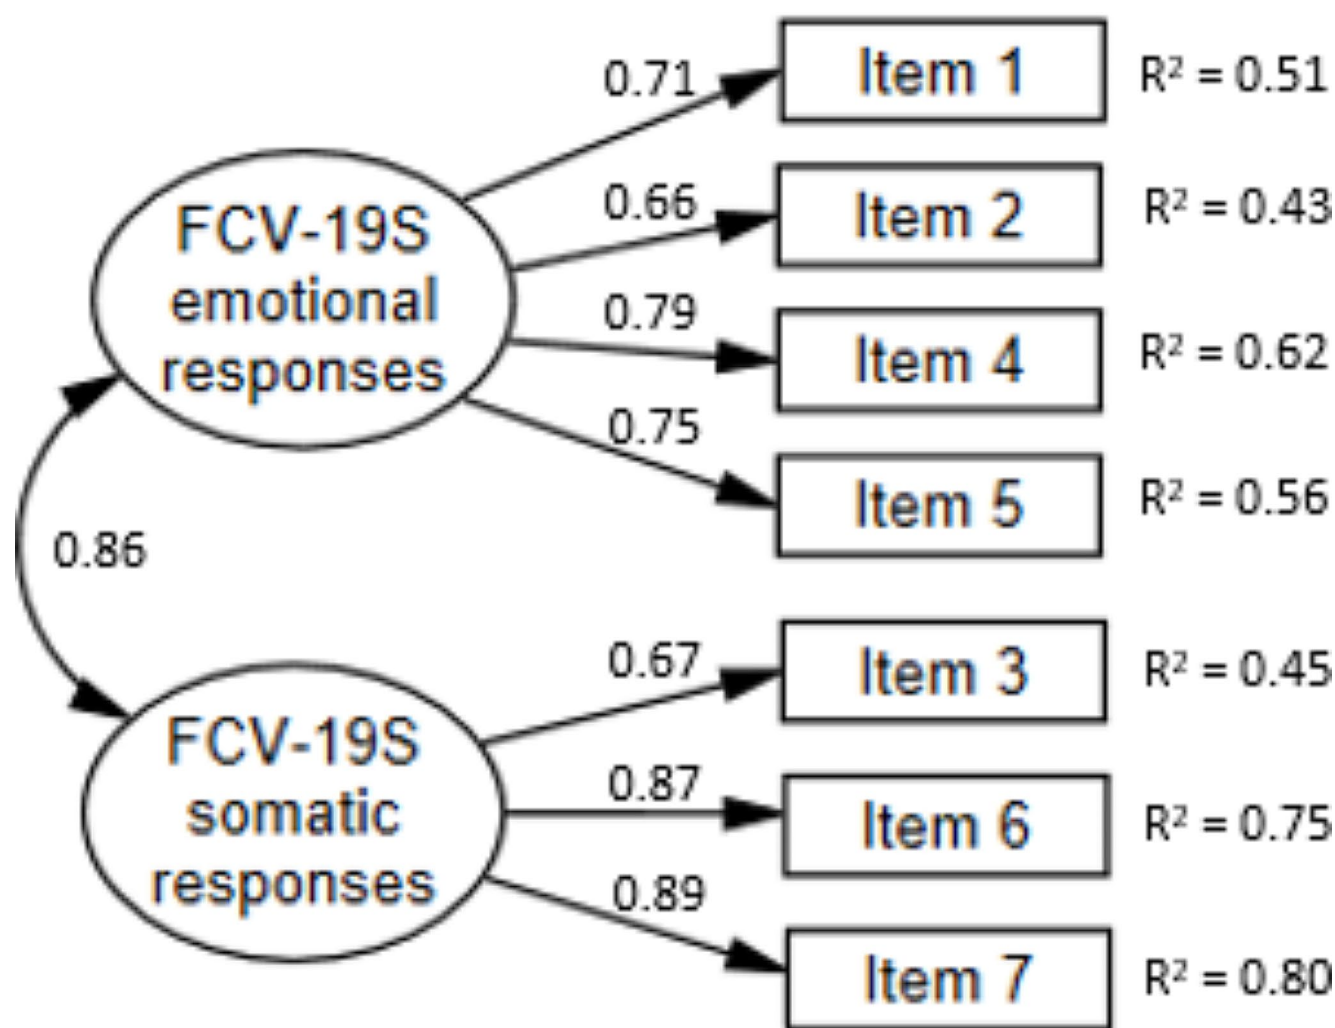 0.71
Item 1
R² = 0.51
0.66
Item 2
R² = 0.43
FCV-19S
emotional
responses
0.79
Item 4
R² = 0.62
0.75
Item 5
R² = 0.56
0.86
0.67
Item 3
R² = 0.45
FCV-19S
somatic
responses
0.87
Item 6
R² = 0.75
0.89
Item 7
R² = 0.80